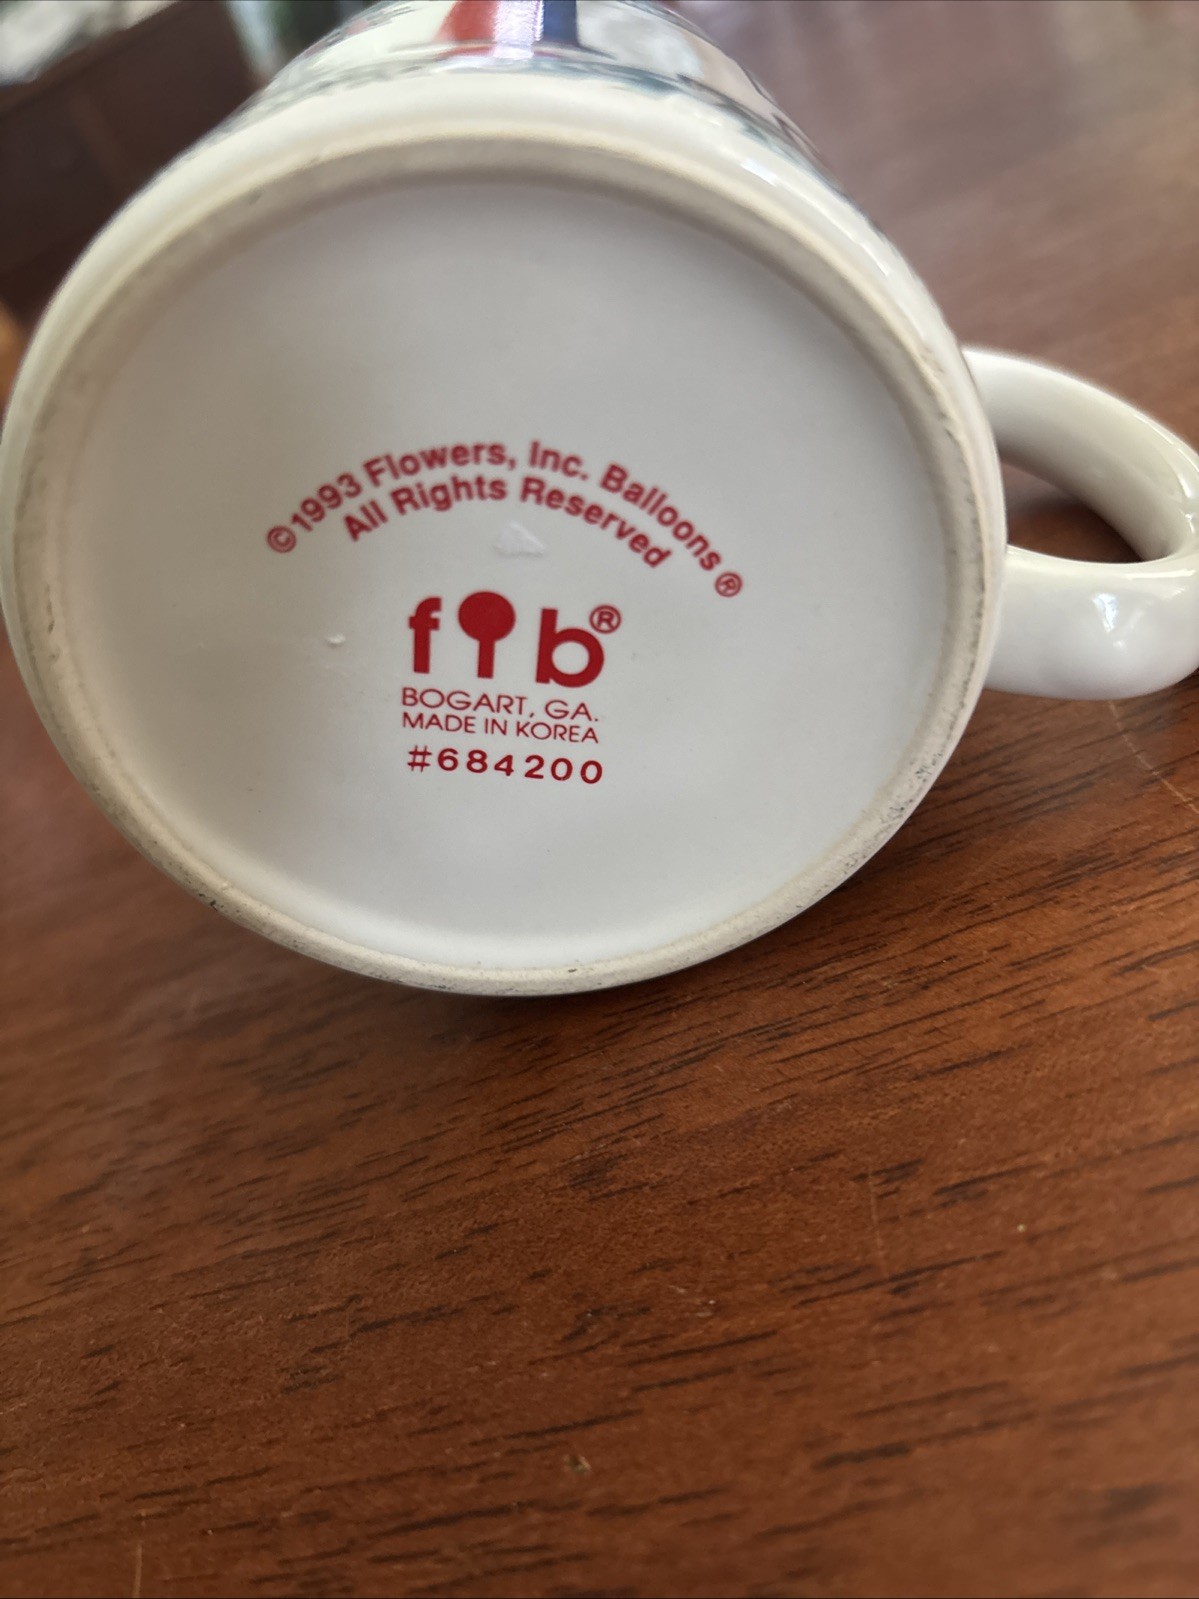 ©1993 Flowers, Inc. Balloons®
All Rights Reserved
fib®
BOGART, GA.
MADE IN KOREA
#684200